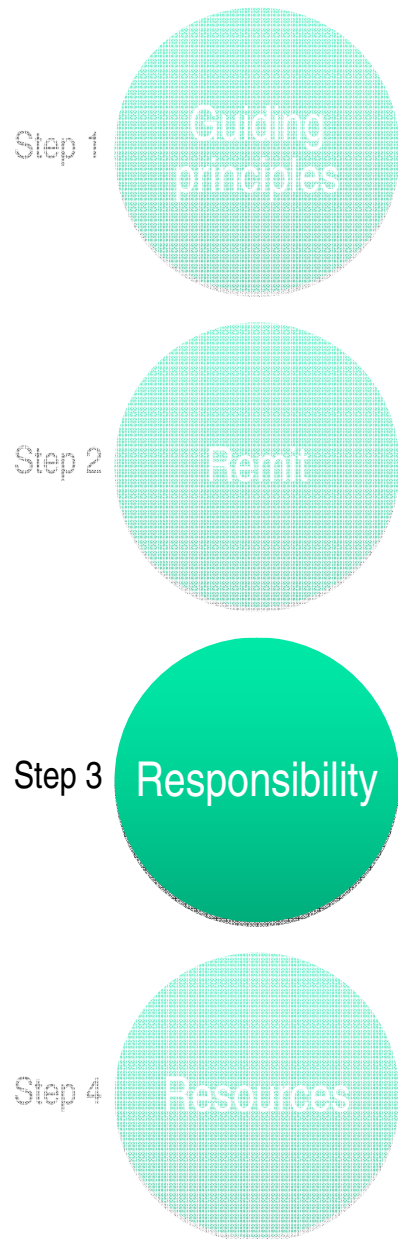 Step 1
Guiding
principles
Step 2
Remit
Step 3
Responsibility
Step 4
Resources